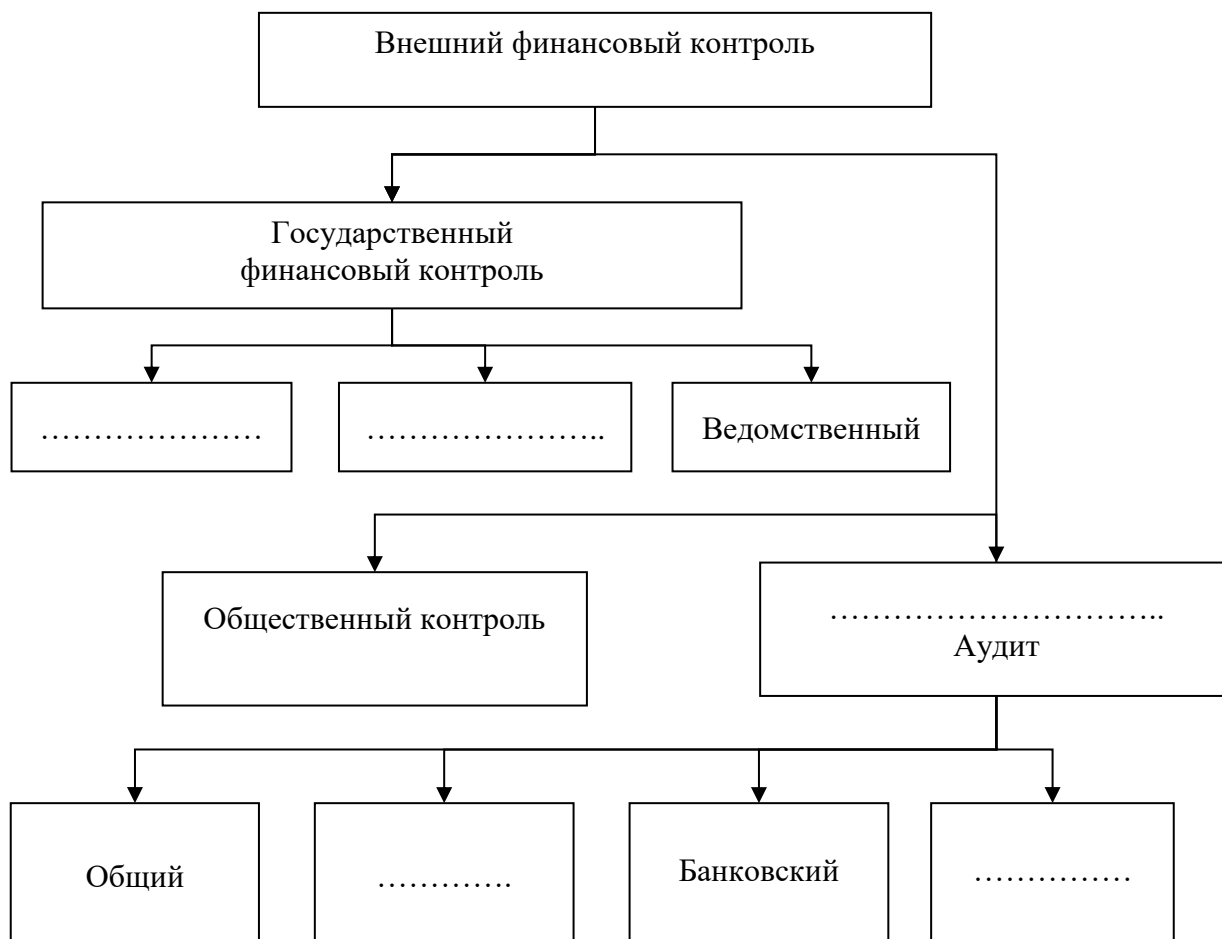 Внешний финансовый контроль
Государственный
финансовый контроль
…………………
…………………..
Ведомственный
Общественный контроль
…………………………..
Аудит
Общий
………….
Банковский
……………